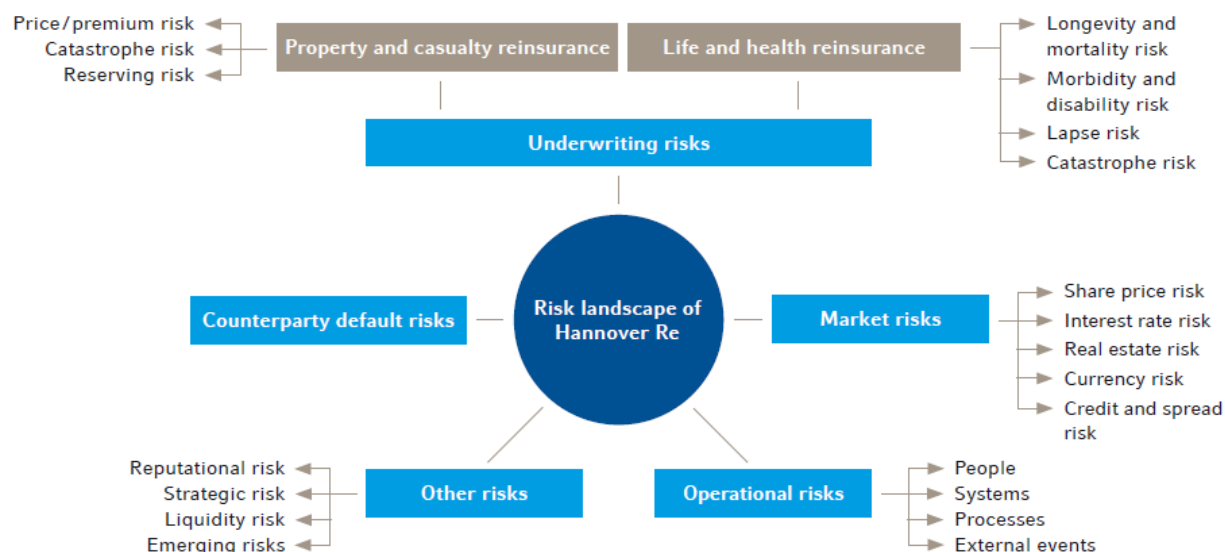 Price/premium risk
Catastrophe risk
Reserving risk
Property and casualty reinsurance
Life and health reinsurance
Longevity and
mortality risk
Morbidity and
disability risk
Lapse risk
Catastrophe risk
Underwriting risks
Risk landscape of
Hannover Re
Counterparty default risks
Market risks
Share price risk
Interest rate risk
Real estate risk
Currency risk
Credit and spread
risk
Reputational risk
Strategic risk
Liquidity risk
Emerging risks
Other risks
Operational risks
People
Systems
Processes
External events